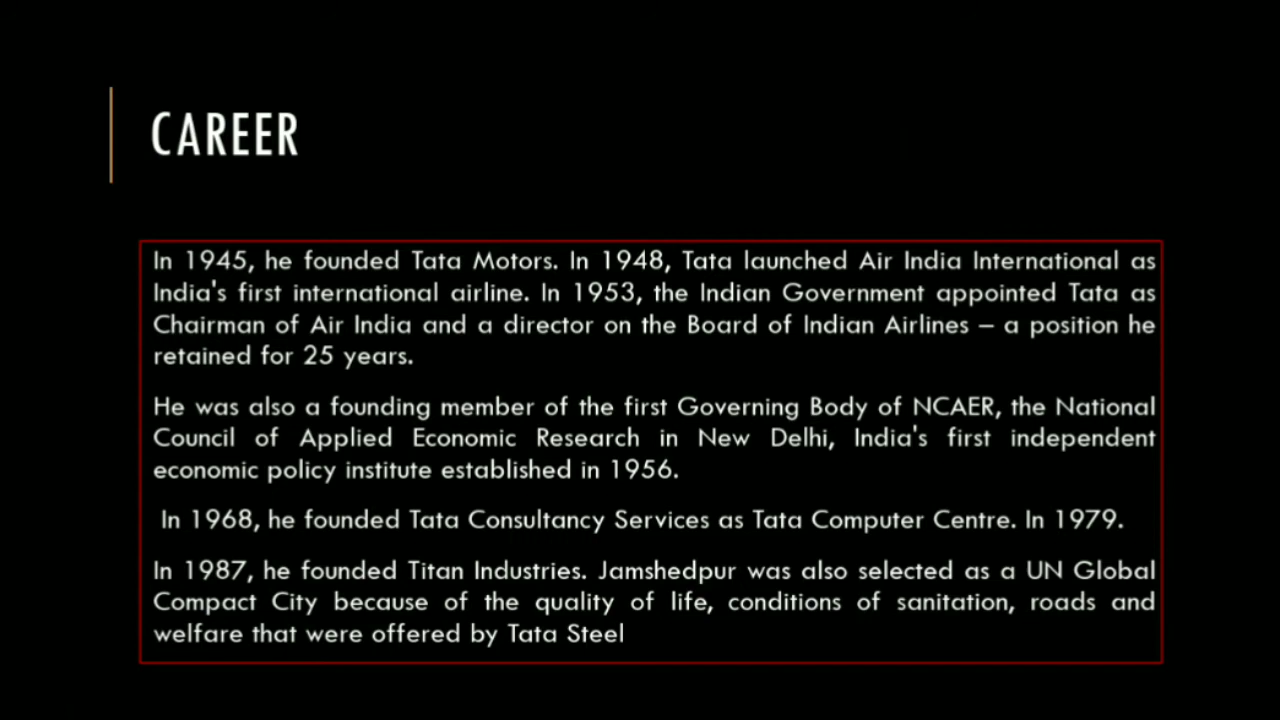 CAREER
In 1945, he founded Tata Motors. In 1948, Tata launched Air India International as
India's first international airline. In 1953, the Indian Government appointed Tata as
Chairman of Air India and a director on the Board of Indian Airlines – a position he
retained for 25 years.
He was also a founding member of the first Governing Body of NCAER, the National
Council of Applied Economic Research in New Delhi, India's first independent
economic policy institute established in 1956.
In 1968, he founded Tata Consultancy Services as Tata Computer Centre. In 1979.
In 1987, he founded Titan Industries. Jamshedpur was also selected as a UN Global
Compact City because of the quality of life, conditions of sanitation, roads and
welfare that were offered by Tata Steel